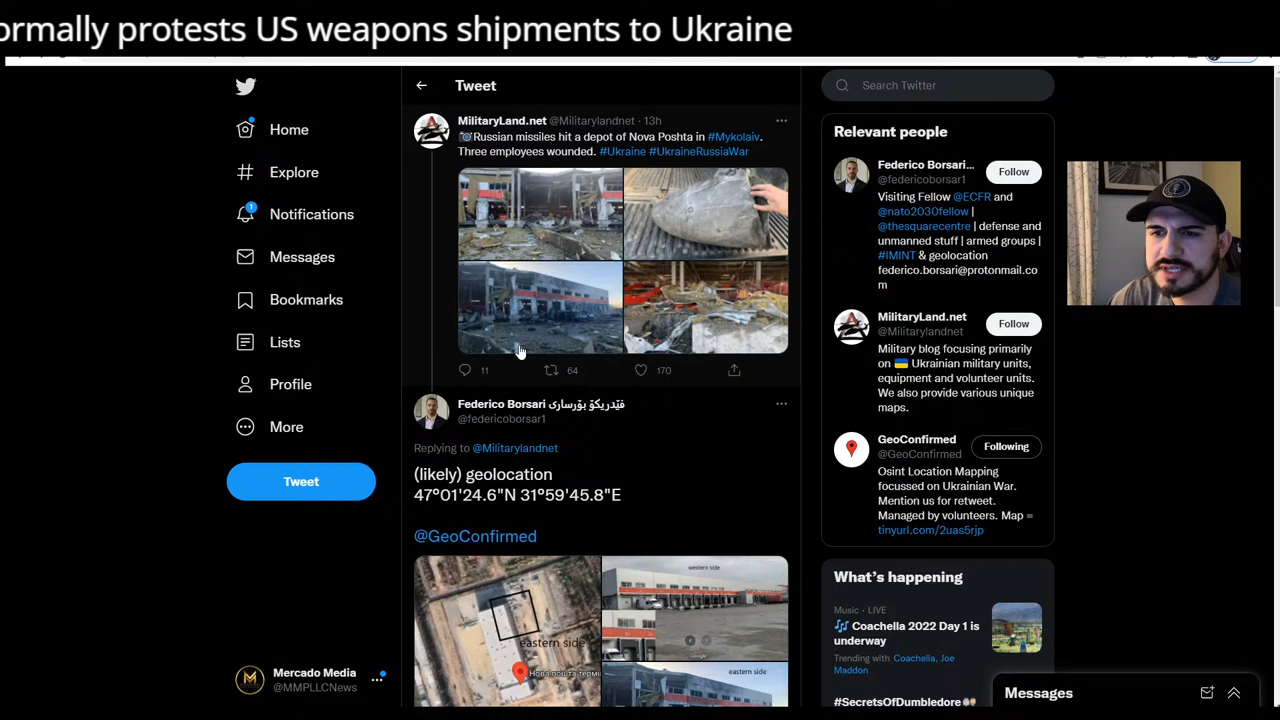 ormally protests US weapons shipments to Ukraine
Home
Explore
1
Notifications
Messages
Bookmarks
Lists
Profile
More
Tweet
Mercado Media
@MMPLLCNews
Tweet
MilitaryLand.net @Militarylandnet · 13h
📷Russian missiles hit a depot of Nova Poshta in #Mykolaiv.
Three employees wounded. #Ukraine #UkraineRussiaWar
11 64 170
Federico Borsari فێدریکۆ بۆرساری
@federicoborsar1
Replying to @Militarylandnet
(likely) geolocation
47°01'24.6"N 31°59'45.8"E
@GeoConfirmed
eastern side
Нова пошта терміı
western side
Google
eastern side
Search Twitter
Relevant people
Federico Borsari...
@federicoborsar1
Follow
Visiting Fellow @ECFR and
@nato2030fellow |
@thesquarecentre | defense and
unmanned stuff | armed groups |
#IMINT & geolocation
federico.borsari@protonmail.co
m
MilitaryLand.net
@Militarylandnet
Follow
Military blog focusing primarily
on 🇺🇦 Ukrainian military units,
equipment and volunteer units.
We also provide various unique
maps.
GeoConfirmed
@GeoConfirmed
Following
Osint Location Mapping
focussed on Ukrainian War.
Mention us for retweet.
Managed by volunteers. Map =
tinyurl.com/2uas5rjp
What's happening
Music · LIVE
🎶 Coachella 2022 Day 1 is
underway
Trending with Coachella, Joe
Maddon
#SecretsOfDumbledore
Messages